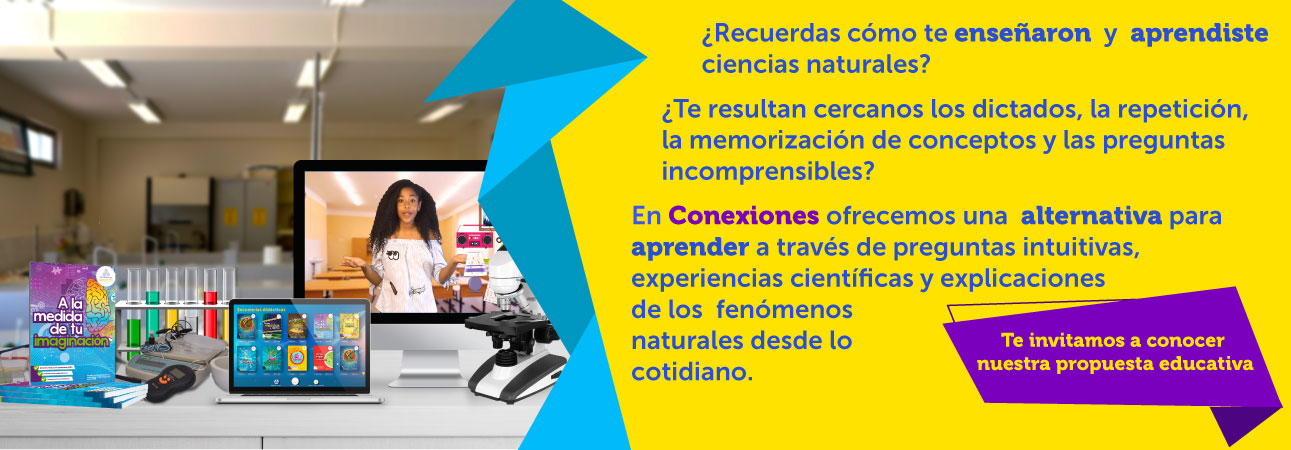 ¿Recuerdas cómo te enseñaron y aprendiste
ciencias naturales?
¿Te resultan cercanos los dictados, la repetición,
la memorización de conceptos y las preguntas
incomprensibles?
En Conexiones ofrecemos una alternativa para
aprender a través de preguntas intuitivas,
experiencias científicas y explicaciones
de los fenómenos
naturales desde lo
cotidiano.
Te invitamos a conocer
nuestra propuesta educativa
A la
medida
de tu
imaginación
Secuencias didácticas